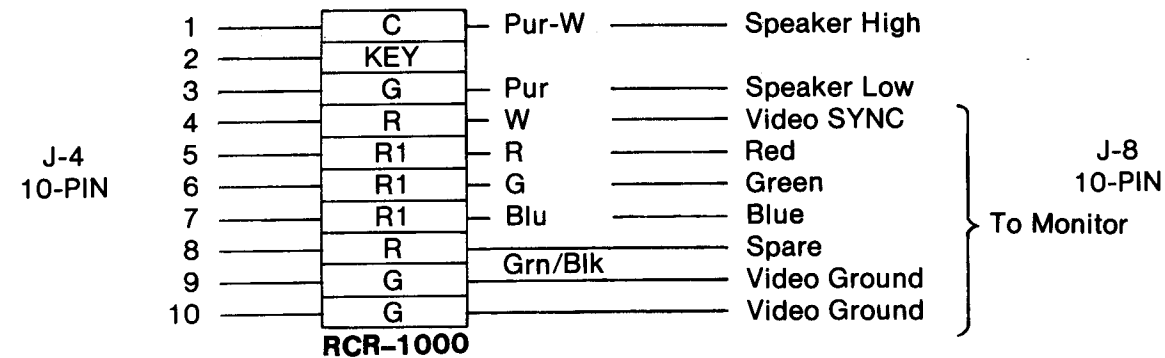 1 C Pur-W Speaker High
2 KEY
3 G Pur Speaker Low
4 R W Video SYNC
J-4 5 R1 R Red J-8
10-PIN 6 R1 G Green 10-PIN
7 R1 Blu Blue To Monitor
8 R Spare
Grn/Blk
9 G Video Ground
10 G Video Ground
RCR-1000